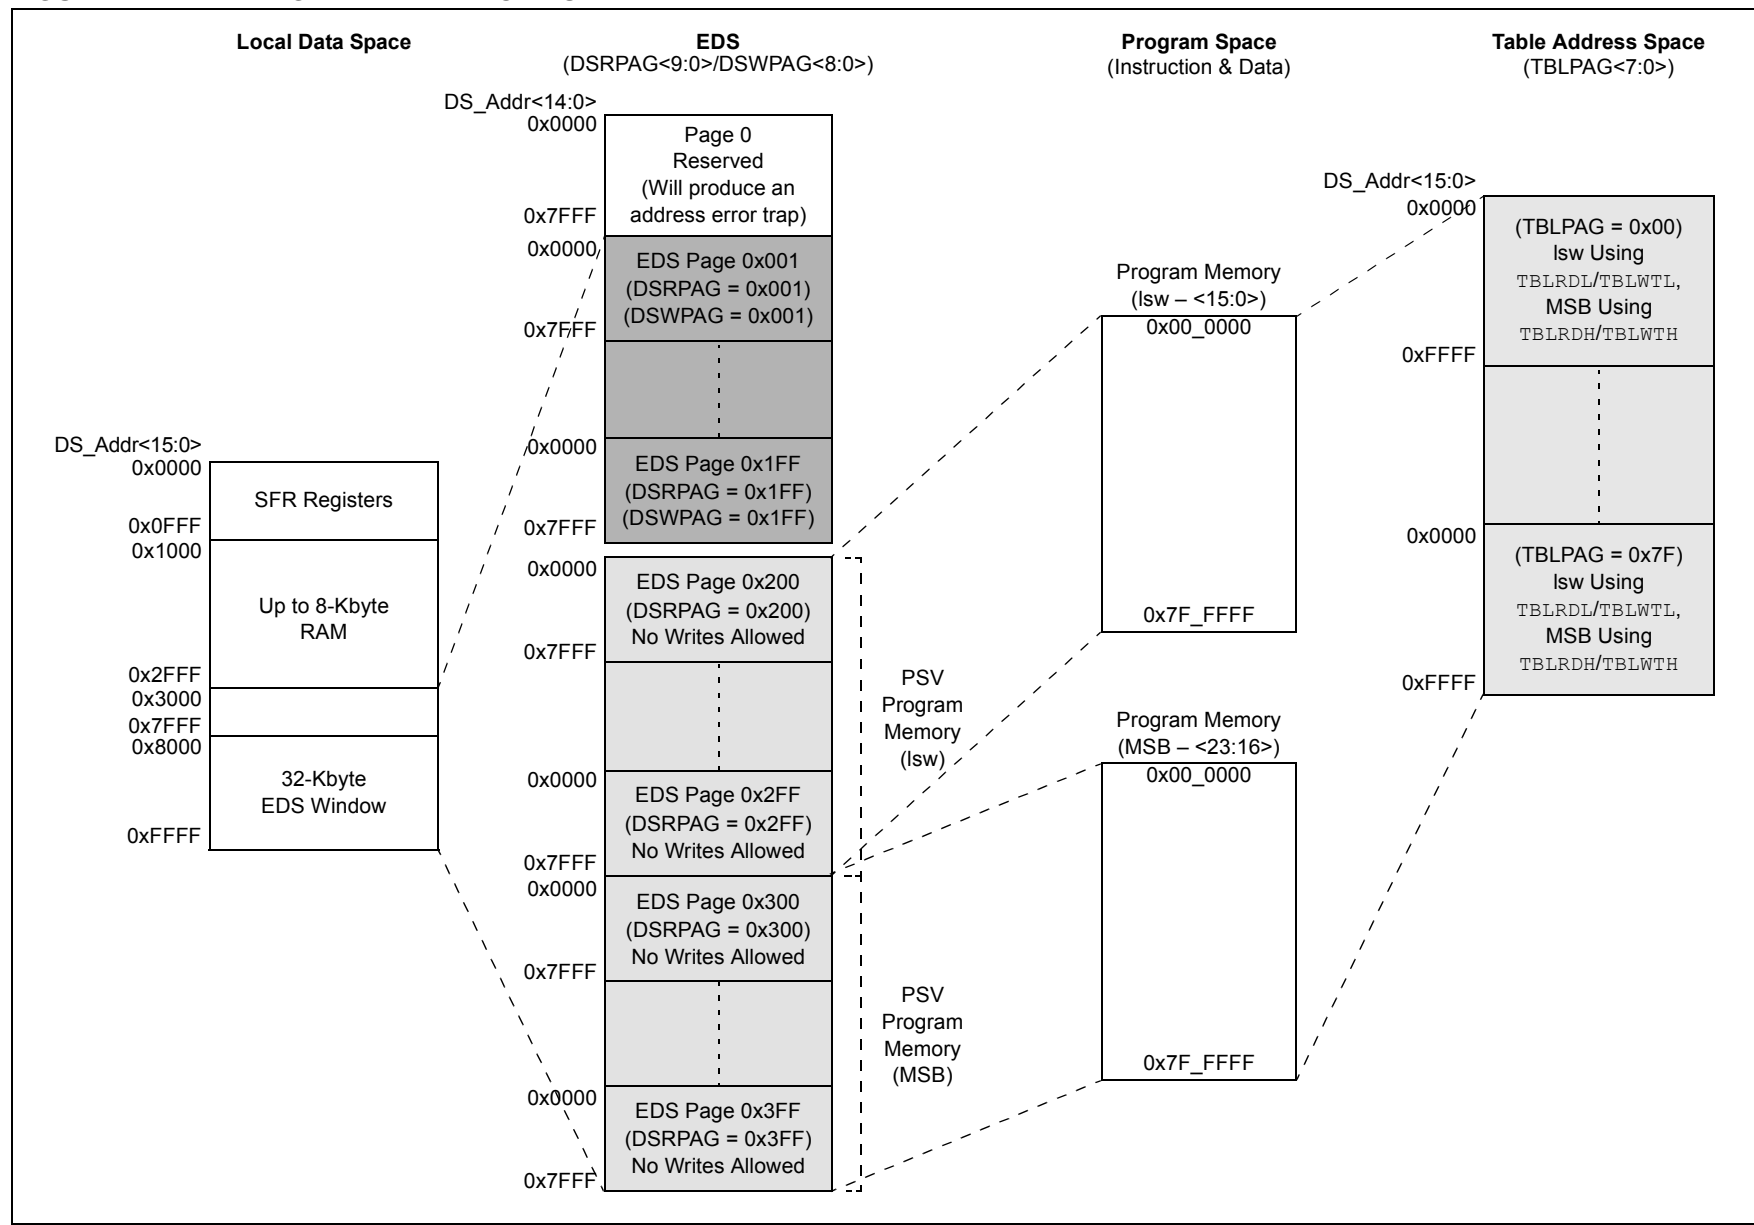 Local Data Space
DS_Addr<15:0>
0x0000
SFR Registers
0x0FFF
0x1000
Up to 8-Kbyte
RAM
0x2FFF
0x3000
0x7FFF
0x8000
32-Kbyte
EDS Window
0xFFFF
EDS
(DSRPAG<9:0>/DSWPAG<8:0>)
DS_Addr<14:0>
0x0000
Page 0
Reserved
(Will produce an
address error trap)
0x7FFF
0x0000
EDS Page 0x001
(DSRPAG = 0x001)
(DSWPAG = 0x001)
0x7FFF
0x0000
EDS Page 0x1FF
(DSRPAG = 0x1FF)
(DSWPAG = 0x1FF)
0x7FFF
0x0000
EDS Page 0x200
(DSRPAG = 0x200)
No Writes Allowed
0x7FFF
PSV
Program
Memory
(lsw)
0x0000
EDS Page 0x2FF
(DSRPAG = 0x2FF)
No Writes Allowed
0x7FFF
0x0000
EDS Page 0x300
(DSRPAG = 0x300)
No Writes Allowed
0x7FFF
PSV
Program
Memory
(MSB)
0x0000
EDS Page 0x3FF
(DSRPAG = 0x3FF)
No Writes Allowed
0x7FFF
Program Space
(Instruction & Data)
Program Memory
(lsw – <15:0>)
0x00_0000
0x7F_FFFF
Program Memory
(MSB – <23:16>)
0x00_0000
0x7F_FFFF
Table Address Space
(TBLPAG<7:0>)
DS_Addr<15:0>
0x0000
(TBLPAG = 0x00)
lsw Using
TBLRDL/TBLWTL,
MSB Using
TBLRDH/TBLWTH
0xFFFF
0x0000
(TBLPAG = 0x7F)
lsw Using
TBLRDL/TBLWTL,
MSB Using
TBLRDH/TBLWTH
0xFFFF